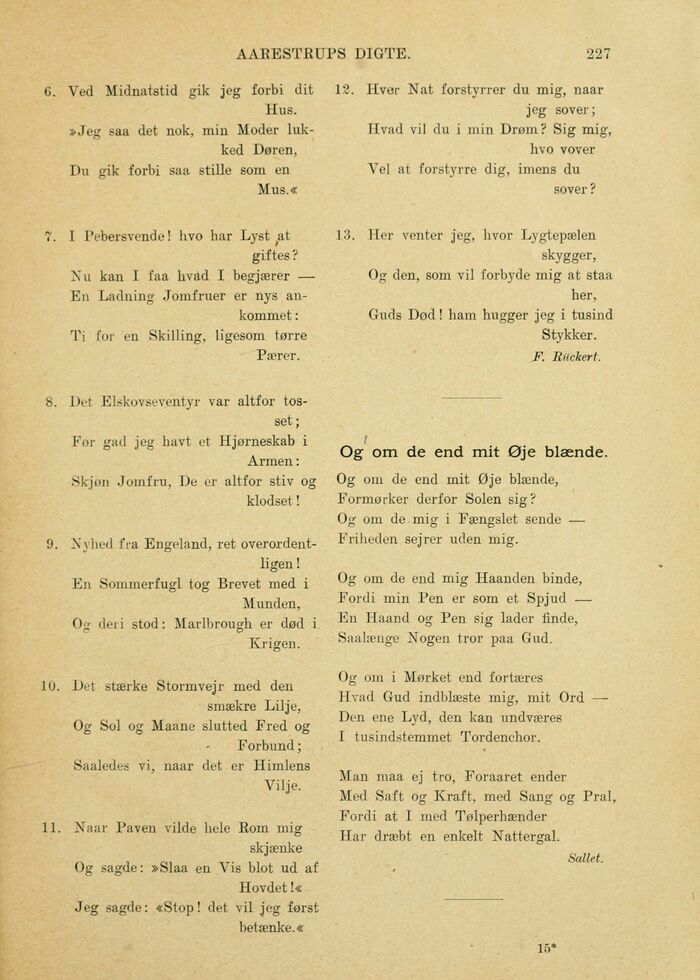 AARESTRUPS DIGTE. 227
6. Ved Midnatstid gik jeg forbi dit
Hus.
»Jeg saa det nok, min Moder luk-
ked Døren,
Du gik forbi saa stille som en
Mus.«
7. I Pebersvende! hvo har Lyst at
giftes?
Nu kan I faa hvad I begjærer —
En Ladning Jomfruer er nys an-
kommet:
Ti for en Skilling, ligesom tørre
Pærer.
8. Det Elskovseventyr var altfor tos-
set;
Før gad jeg havt et Hjørneskab i
Armen:
Skjøn Jomfru, De er altfor stiv og
klodset!
9. Nyhed fra Engeland, ret overordent-
ligen!
En Sommerfugl tog Brevet med i
Munden,
Og deri stod: Marlbrough er død i
Krigen.
10. Det stærke Stormvejr med den
smækre Lilje,
Og Sol og Maane slutted Fred og
Forbund;
Saaledes vi, naar det er Himlens
Vilje.
11. Naar Paven vilde hele Rom mig
skjænke
Og sagde: »Slaa en Vis blot ud af
Hovdet!«
Jeg sagde: «Stop! det vil jeg først
betænke.«
12. Hver Nat forstyrrer du mig, naar
jeg sover;
Hvad vil du i min Drøm? Sig mig,
hvo vover
Vel at forstyrre dig, imens du
sover?
13. Her venter jeg, hvor Lygtepælen
skygger,
Og den, som vil forbyde mig at staa
her,
Guds Død! ham hugger jeg i tusind
Stykker.
F. Rückert.
Og om de end mit Øje blænde.
Og om de end mit Øje blænde,
Formørker derfor Solen sig?
Og om de mig i Fængslet sende —
Friheden sejrer uden mig.
Og om de end mig Haanden binde,
Fordi min Pen er som et Spjud —
En Haand og Pen sig lader finde,
Saalænge Nogen tror paa Gud.
Og om i Mørket end fortæres
Hvad Gud indblæste mig, mit Ord —
Den ene Lyd, den kan undværes
I tusindstemmet Tordenchor.
Man maa ej tro, Foraaret ender
Med Saft og Kraft, med Sang og Pral,
Fordi at I med Tølperhænder
Har dræbt en enkelt Nattergal.
Sallet.
15*